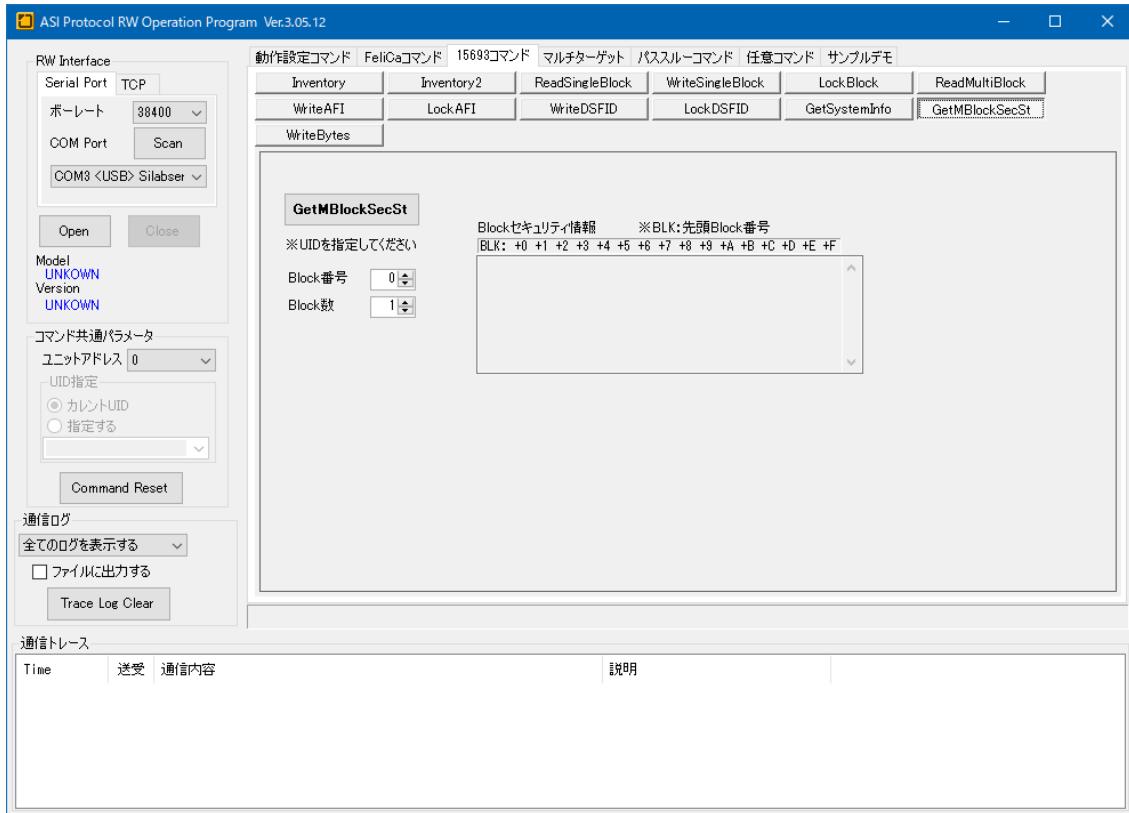 ASI Protocol RW Operation Program Ver.3.05.12
RW Interface
Serial Port TCP
ボーレート 38400
COM Port Scan
COM3 <USB> Silabser
Open Close
Model
UNKOWN
Version
UNKOWN
コマンド共通パラメータ
ユニットアドレス 0
UID指定
カレントUID
指定する
Command Reset
通信ログ
全てのログを表示する
ファイルに出力する
Trace Log Clear
動作設定コマンド FeliCaコマンド 15693コマンド マルチターゲット パススルーコマンド 任意コマンド サンプルデモ
Inventory Inventory2 ReadSingleBlock WriteSingleBlock LockBlock ReadMultiBlock
WriteAFI LockAFI WriteDSFID LockDSFID GetSystemInfo GetMBlockSecSt
WriteBytes
GetMBlockSecSt
※UIDを指定してください
Block番号 0
Block数 1
Blockセキュリティ情報 ※BLK:先頭Block番号
BLK: +0 +1 +2 +3 +4 +5 +6 +7 +8 +9 +A +B +C +D +E +F
通信トレース
Time 送受 通信内容 説明